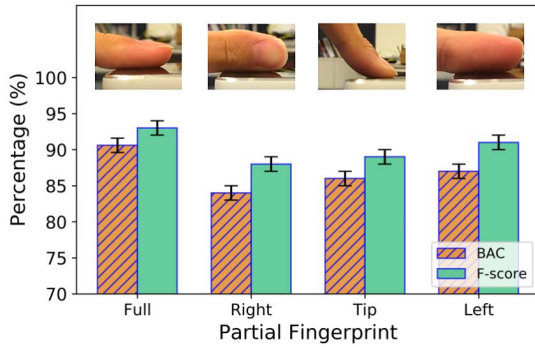 Percentage (%)
100
95
90
85
80
75
70
BAC
F-score
Full Right Tip Left
Partial Fingerprint